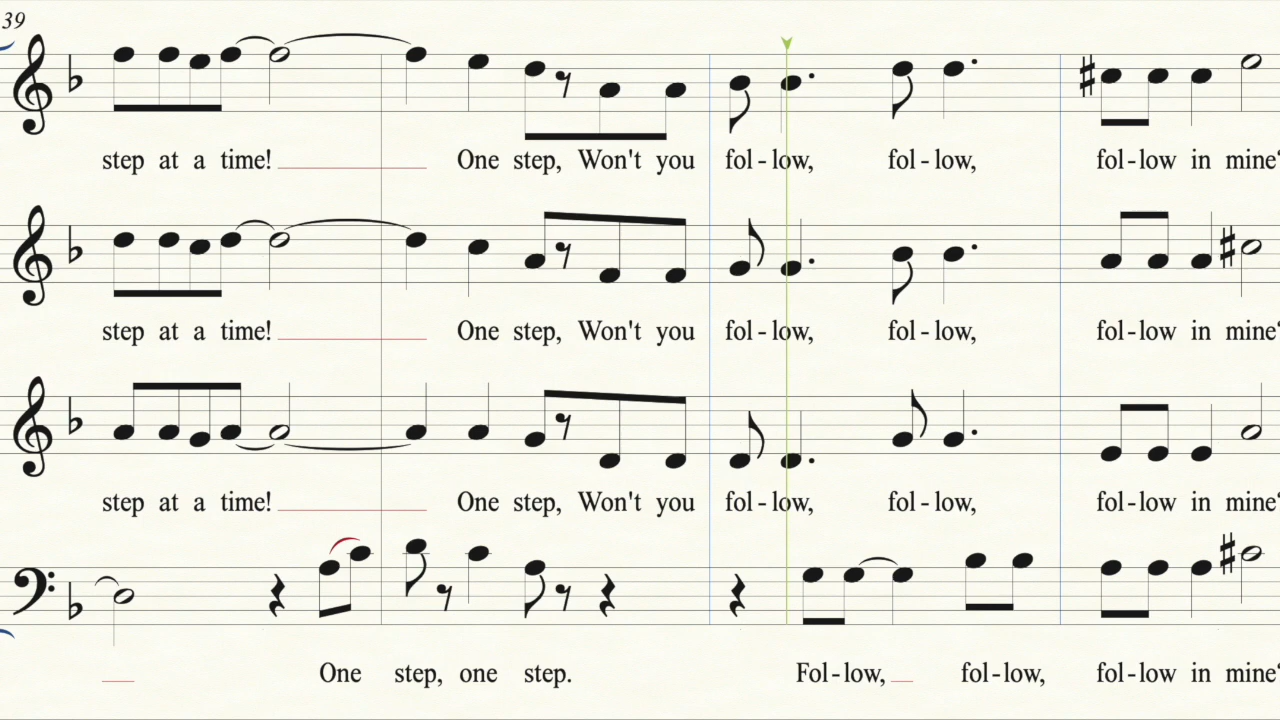 39
step at a time! One step, Won't you fol-low, fol-low, fol-low in mine?
step at a time! One step, Won't you fol-low, fol-low, fol-low in mine?
step at a time! One step, Won't you fol-low, fol-low, fol-low in mine?
One step, one step. Fol-low, fol-low, fol-low in mine?